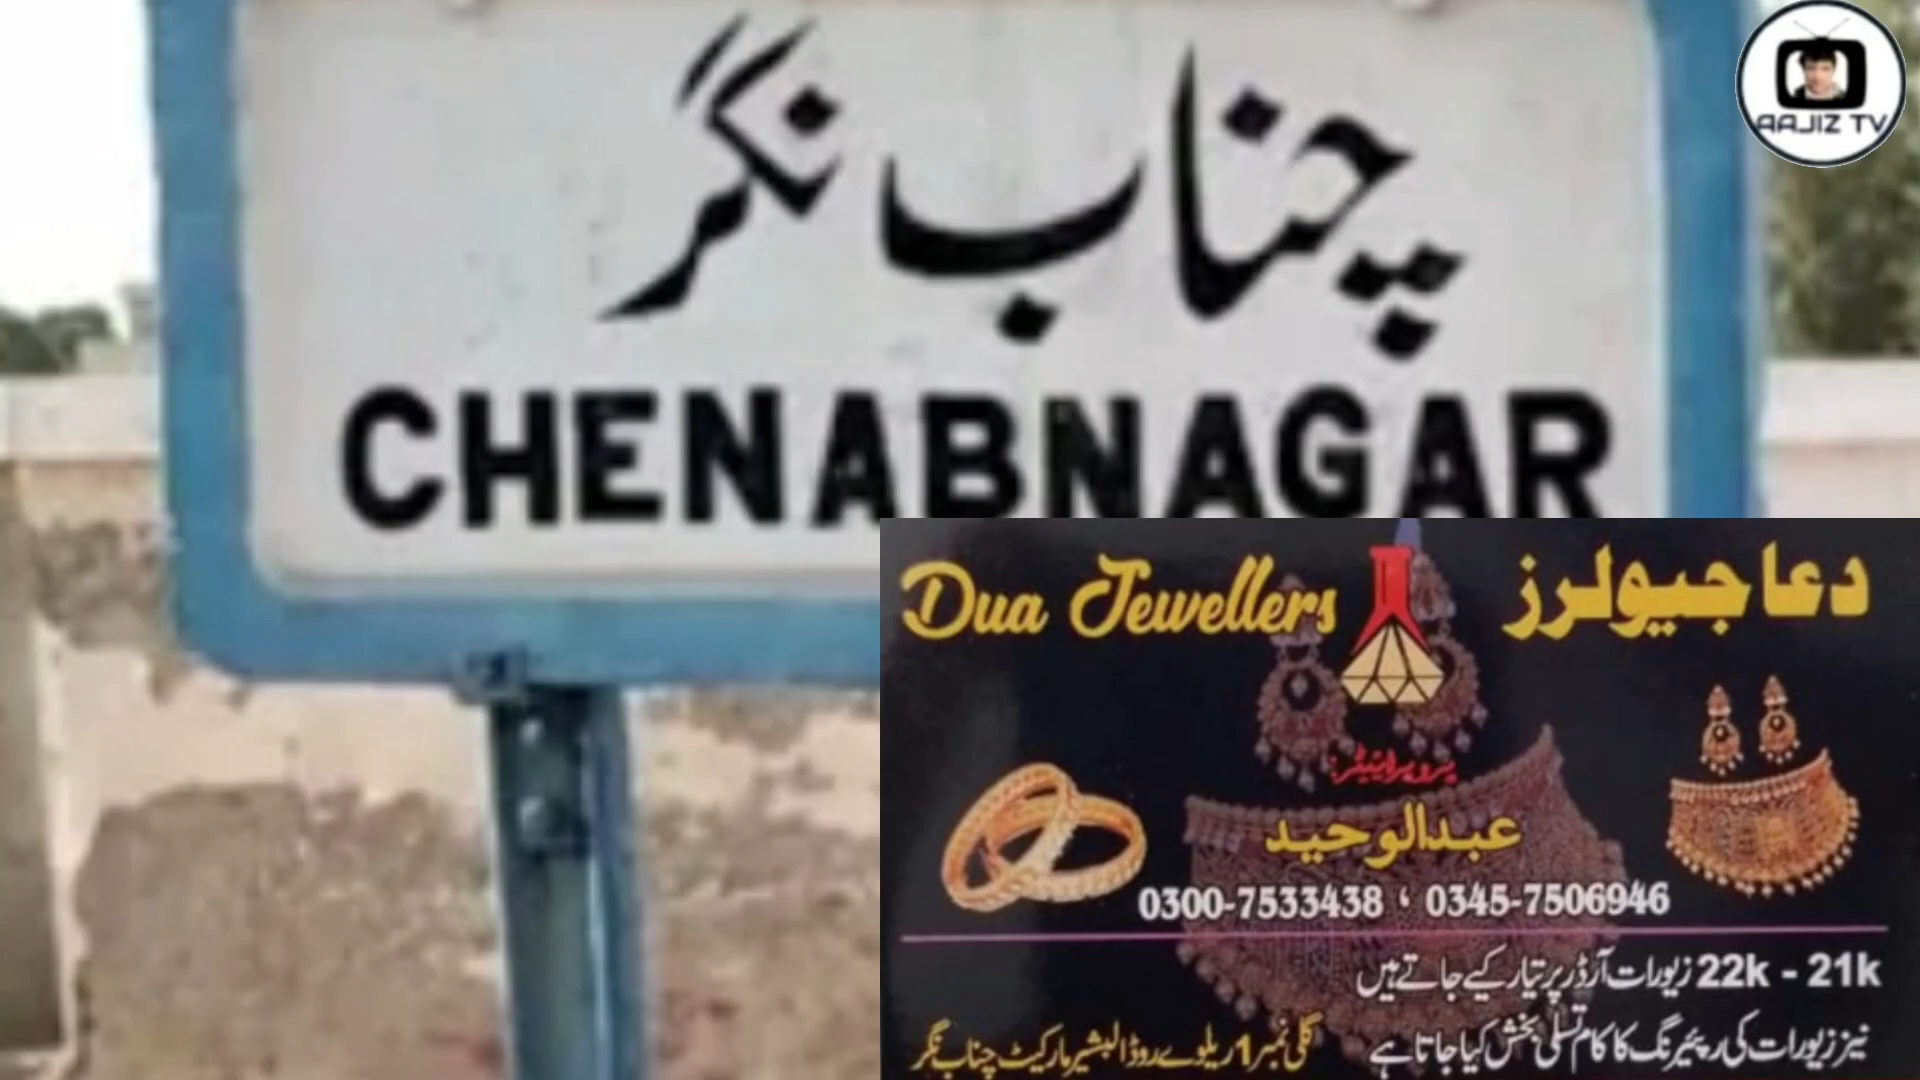 چناب نگر
CHENABNAGAR
AAJIZ TV
Dua Jewellers
دعا جیولرز
پروپرائیٹر:
عبدالوحید
0300-7533438 ، 0345-7506946
22k - 21k زیورات آرڈر پر تیار کیے جاتے ہیں
نیز زیورات کی رپیئرنگ کا کام تسلی بخش کیا جاتا ہے
گلی نمبر 1 ریلوے روڈ البشیر مارکیٹ چناب نگر